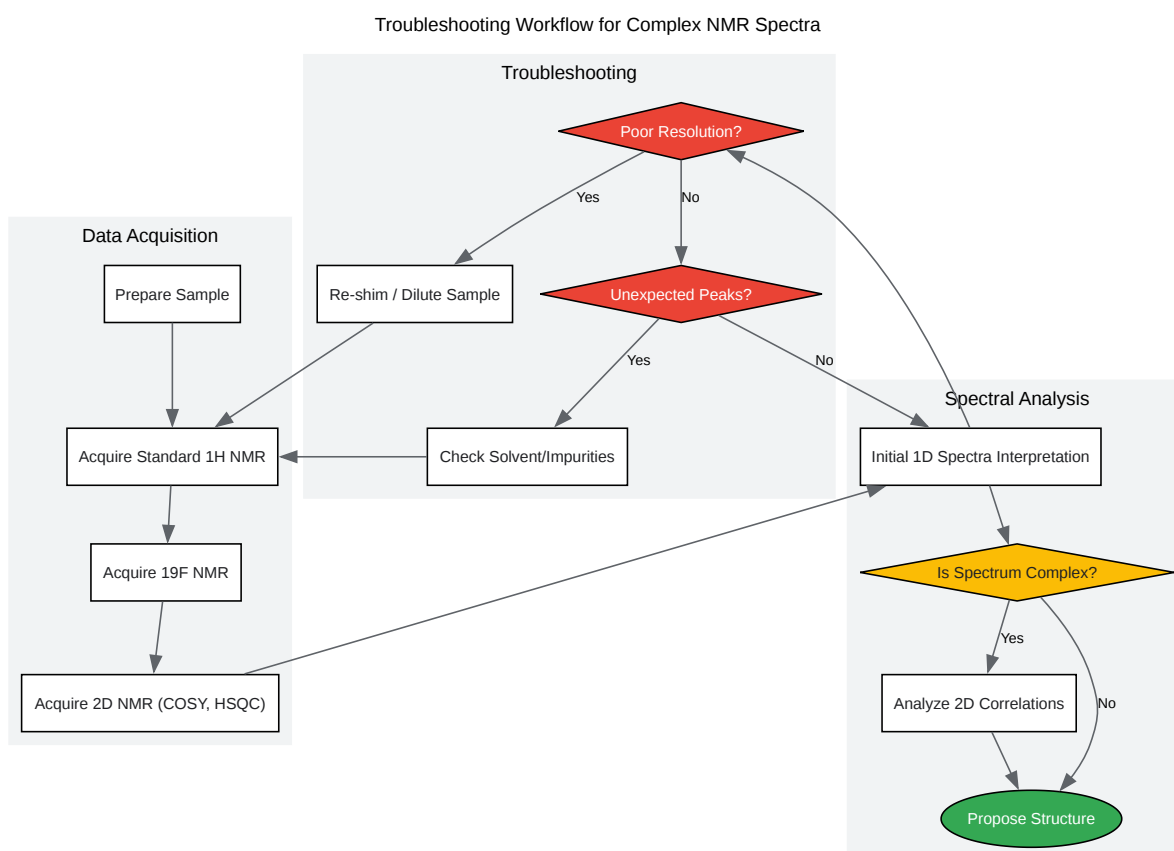 Troubleshooting Workflow for Complex NMR Spectra
Troubleshooting
Poor Resolution?
Yes
No
Data Acquisition
Prepare Sample
Re-shim / Dilute Sample
Unexpected Peaks?
Yes
No
Spectral Analysis
Acquire Standard 1H NMR
Check Solvent/Impurities
Initial 1D Spectra Interpretation
Acquire 19F NMR
Is Spectrum Complex?
Yes
Acquire 2D NMR (COSY, HSQC)
Analyze 2D Correlations
No
Propose Structure